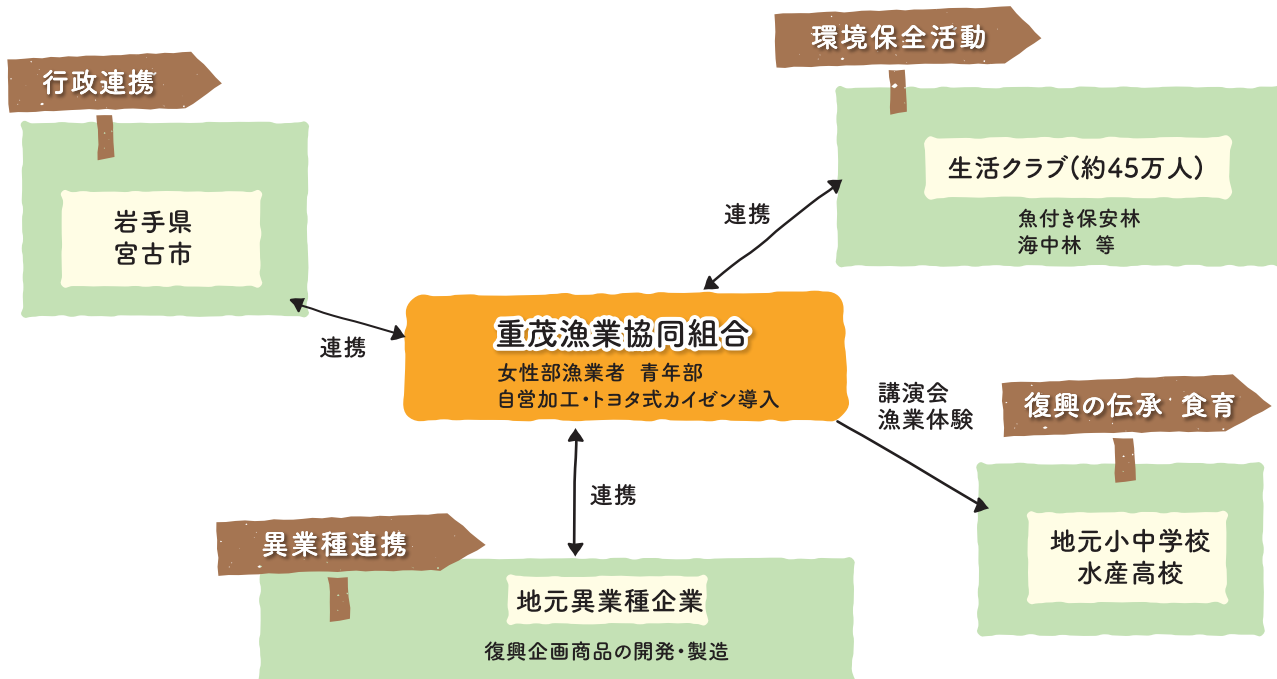 環境保全活動
行政連携
生活クラブ(約45万人)
魚付き保安林
海中林 等
岩手県
宮古市
連携
連携
重茂漁業協同組合
女性部漁業者 青年部
自営加工・トヨタ式カイゼン導入
講演会
漁業体験
復興の伝承 食育
地元小中学校
水産高校
連携
異業種連携
地元異業種企業
復興企画商品の開発・製造